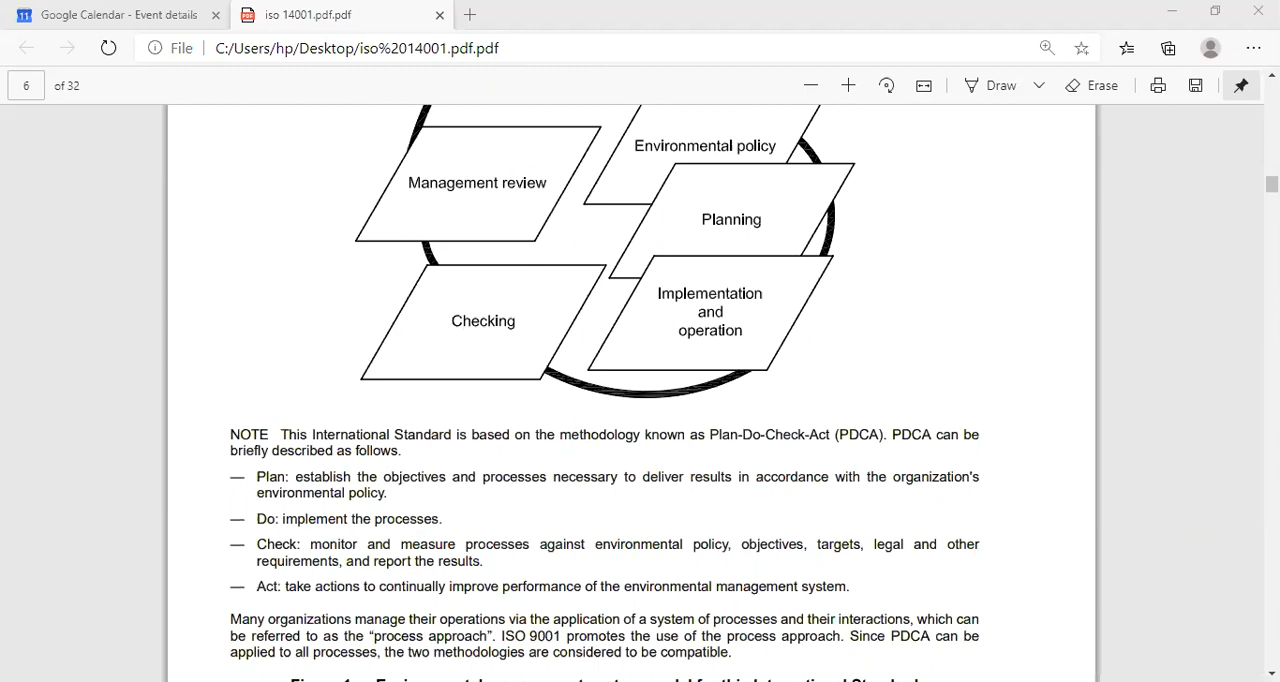 11 Google Calendar - Event details
PDF iso 14001.pdf.pdf
File C:/Users/hp/Desktop/iso%2014001.pdf.pdf
6 of 32 Draw Erase
Environmental policy
Management review
Planning
Implementation
and
operation
Checking
NOTE This International Standard is based on the methodology known as Plan-Do-Check-Act (PDCA). PDCA can be
briefly described as follows.
— Plan: establish the objectives and processes necessary to deliver results in accordance with the organization's
environmental policy.
— Do: implement the processes.
— Check: monitor and measure processes against environmental policy, objectives, targets, legal and other
requirements, and report the results.
— Act: take actions to continually improve performance of the environmental management system.
Many organizations manage their operations via the application of a system of processes and their interactions, which can
be referred to as the “process approach”. ISO 9001 promotes the use of the process approach. Since PDCA can be
applied to all processes, the two methodologies are considered to be compatible.